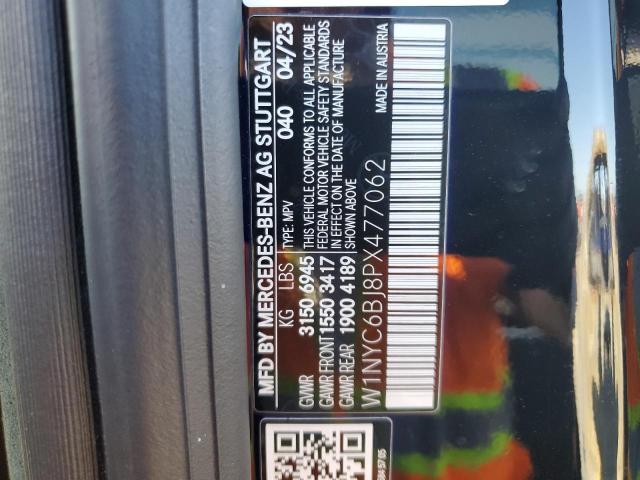 MFD BY MERCEDES-BENZ AG STUTTGART
KG LBS TYPE: MPV 040 04/23
GVWR 3150 6945 THIS VEHICLE CONFORMS TO ALL APPLICABLE
GAWR FRONT 1550 3417 FEDERAL MOTOR VEHICLE SAFETY STANDARDS
GAWR REAR 1900 4189 IN EFFECT ON THE DATE OF MANUFACTURE
W1NYC6BJ8PX477062 MADE IN AUSTRIA